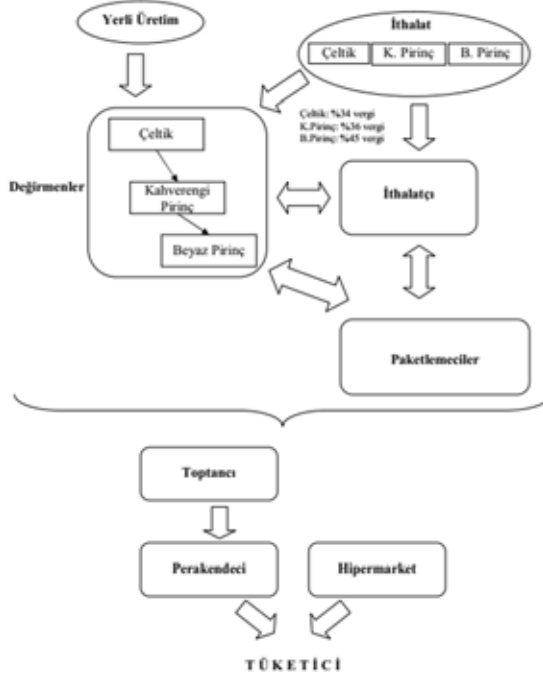 Yerli Üretim
İthalat
Çeltik
K. Pirinç
B. Pirinç
Çeltik: %34 vergi
K.Pirinç: %36 vergi
B.Pirinç: %45 vergi
Değirmenler
Çeltik
Kahverengi
Pirinç
Beyaz Pirinç
İthalatçı
Paketlemeciler
Toptancı
Perakendeci
Hipermarket
TÜKETİCİ